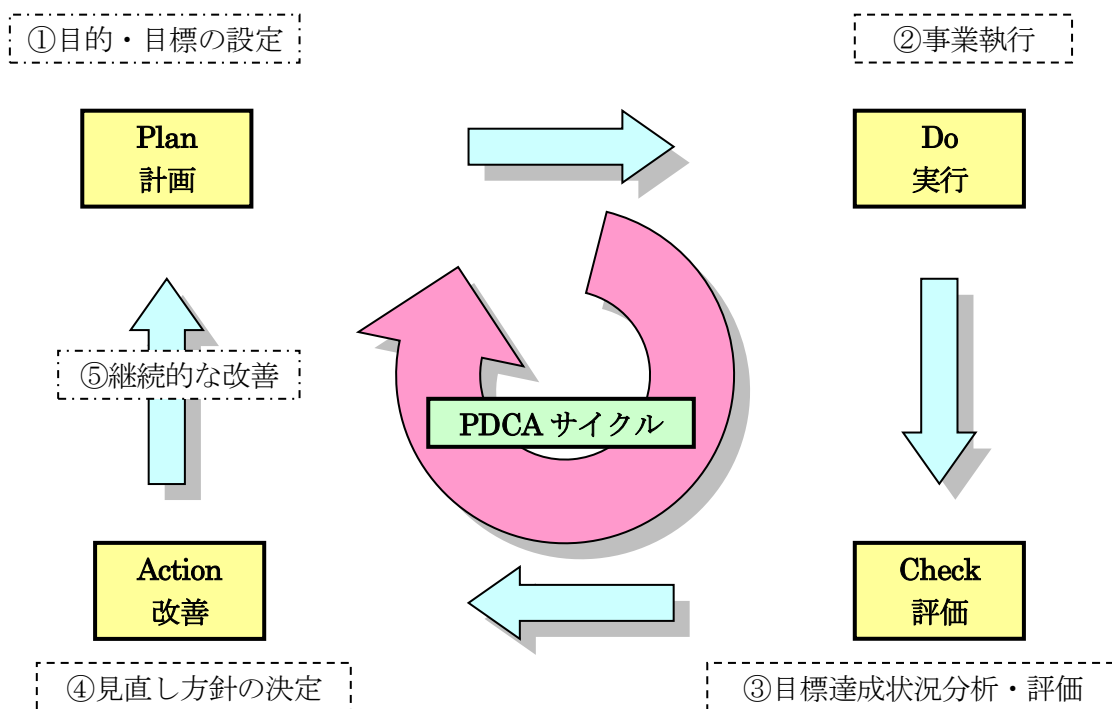 ①目的・目標の設定
②事業執行
Plan
計画
Do
実行
⑤継続的な改善
PDCA サイクル
Action
改善
Check
評価
④見直し方針の決定
③目標達成状況分析・評価